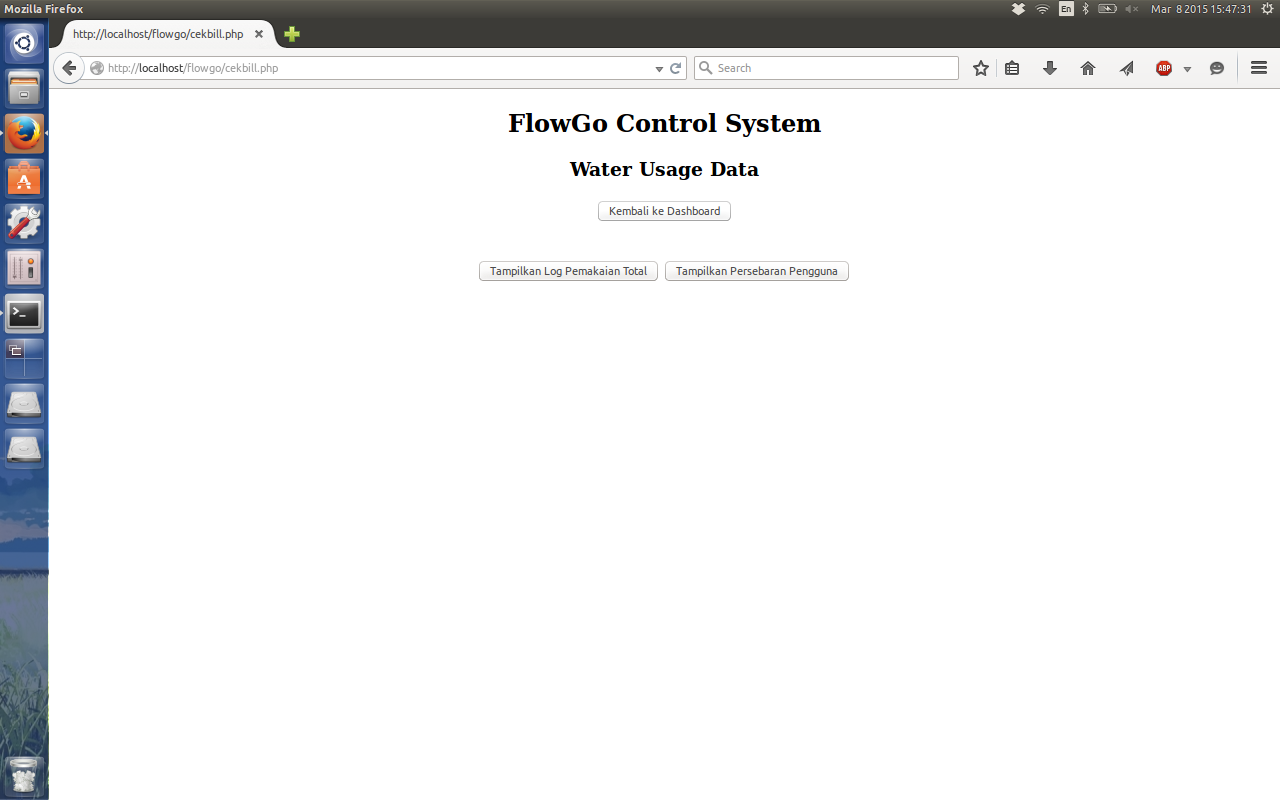 Mozilla Firefox
En
Mar 8 2015 15:47:31
http://localhost/flowgo/cekbill.php
http://localhost/flowgo/cekbill.php
Search
ABP
FlowGo Control System
Water Usage Data
Kembali ke Dashboard
Tampilkan Log Pemakaian Total Tampilkan Persebaran Pengguna